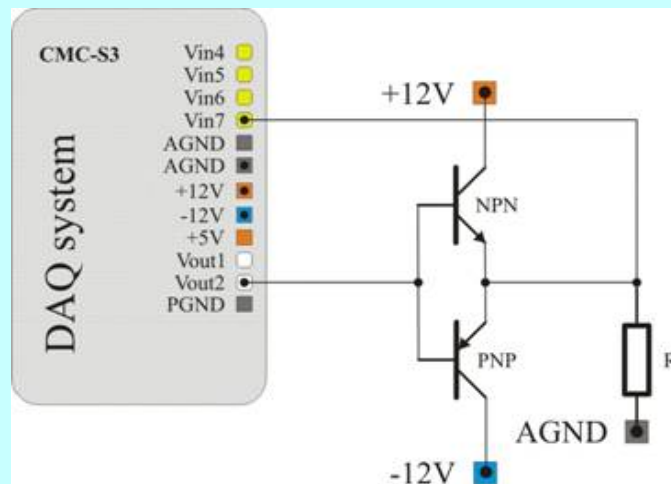 CMC-S3
DAQ system
Vin4
Vin5
Vin6
Vin7
AGND
AGND
+12V
-12V
+5V
Vout1
Vout2
PGND
+12V
NPN
PNP
R
AGND
-12V